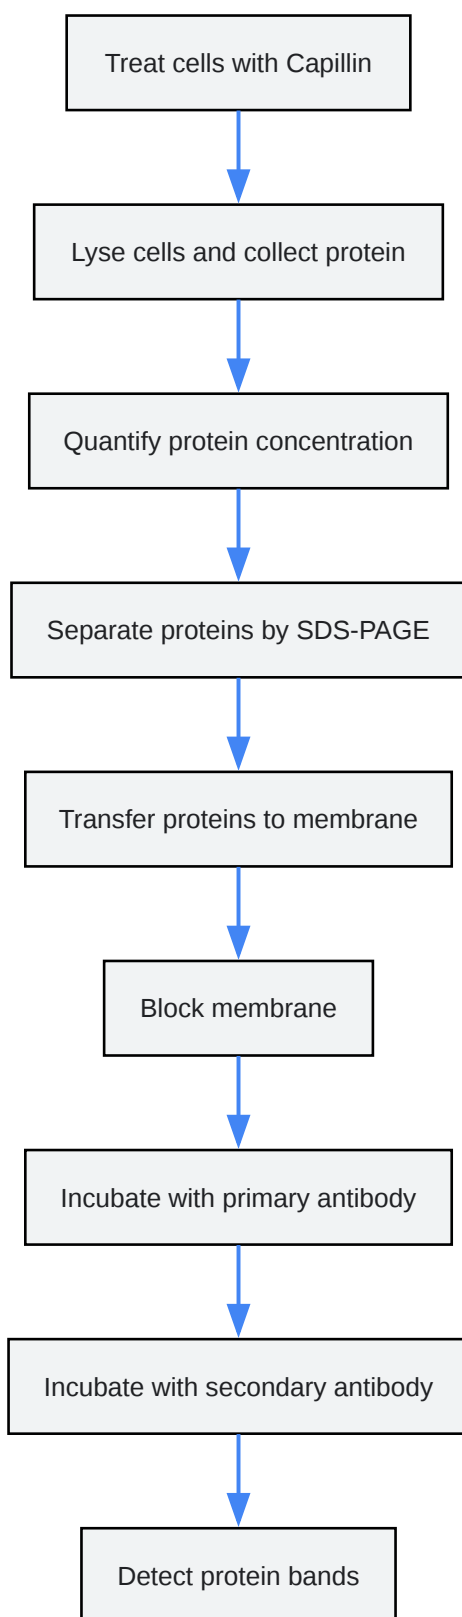 Treat cells with Capillin
Lyse cells and collect protein
Quantify protein concentration
Separate proteins by SDS-PAGE
Transfer proteins to membrane
Block membrane
Incubate with primary antibody
Incubate with secondary antibody
Detect protein bands